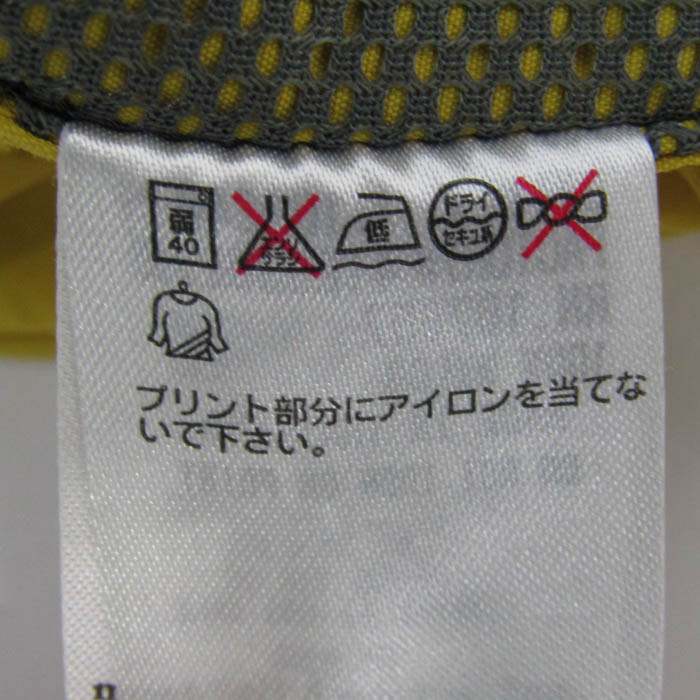 弱
40
エンソ
サラシ
低
ドライ
セキユ系
プリント部分にアイロンを当てな
いで下さい。